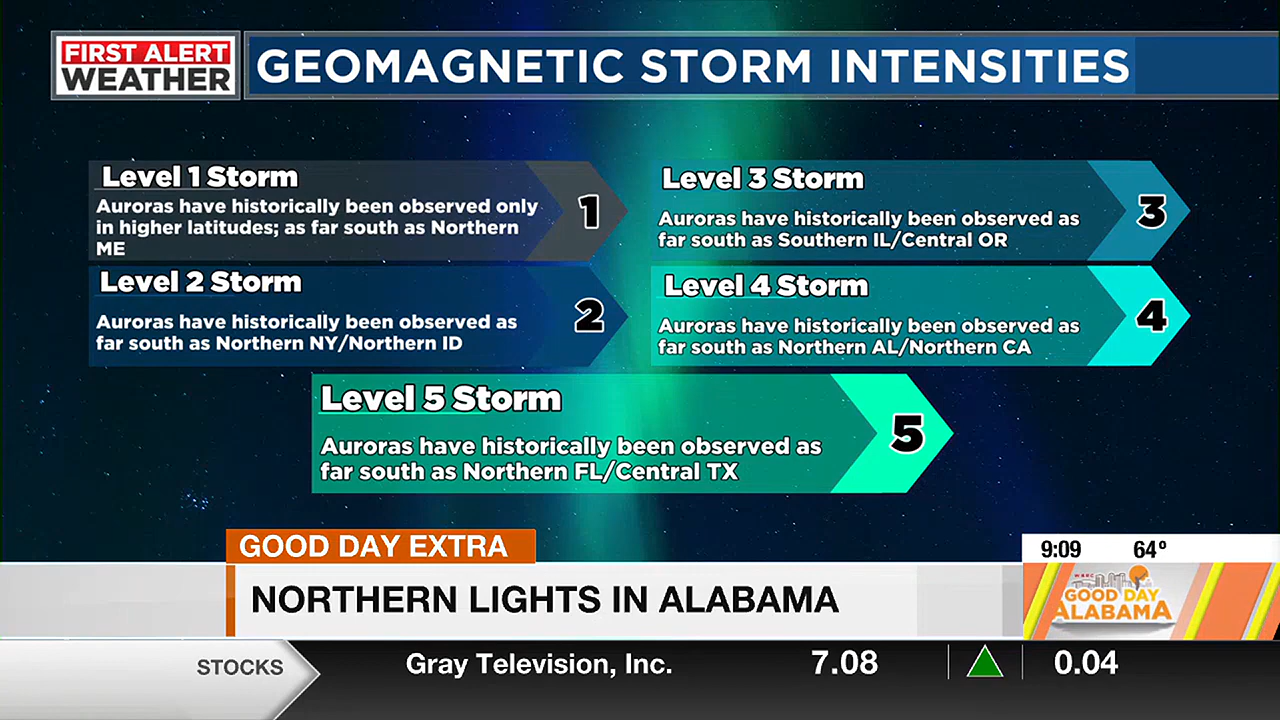 FIRST ALERT
WEATHER
GEOMAGNETIC STORM INTENSITIES
Level 1 Storm
Auroras have historically been observed only
in higher latitudes; as far south as Northern
ME
1
Level 2 Storm
Auroras have historically been observed as
far south as Northern NY/Northern ID
2
Level 3 Storm
Auroras have historically been observed as
far south as Southern IL/Central OR
3
Level 4 Storm
Auroras have historically been observed as
far south as Northern AL/Northern CA
4
Level 5 Storm
Auroras have historically been observed as
far south as Northern FL/Central TX
5
GOOD DAY EXTRA
NORTHERN LIGHTS IN ALABAMA
9:09 64°
WBRC
GOOD DAY
ALABAMA
STOCKS
Gray Television, Inc. 7.08 0.04